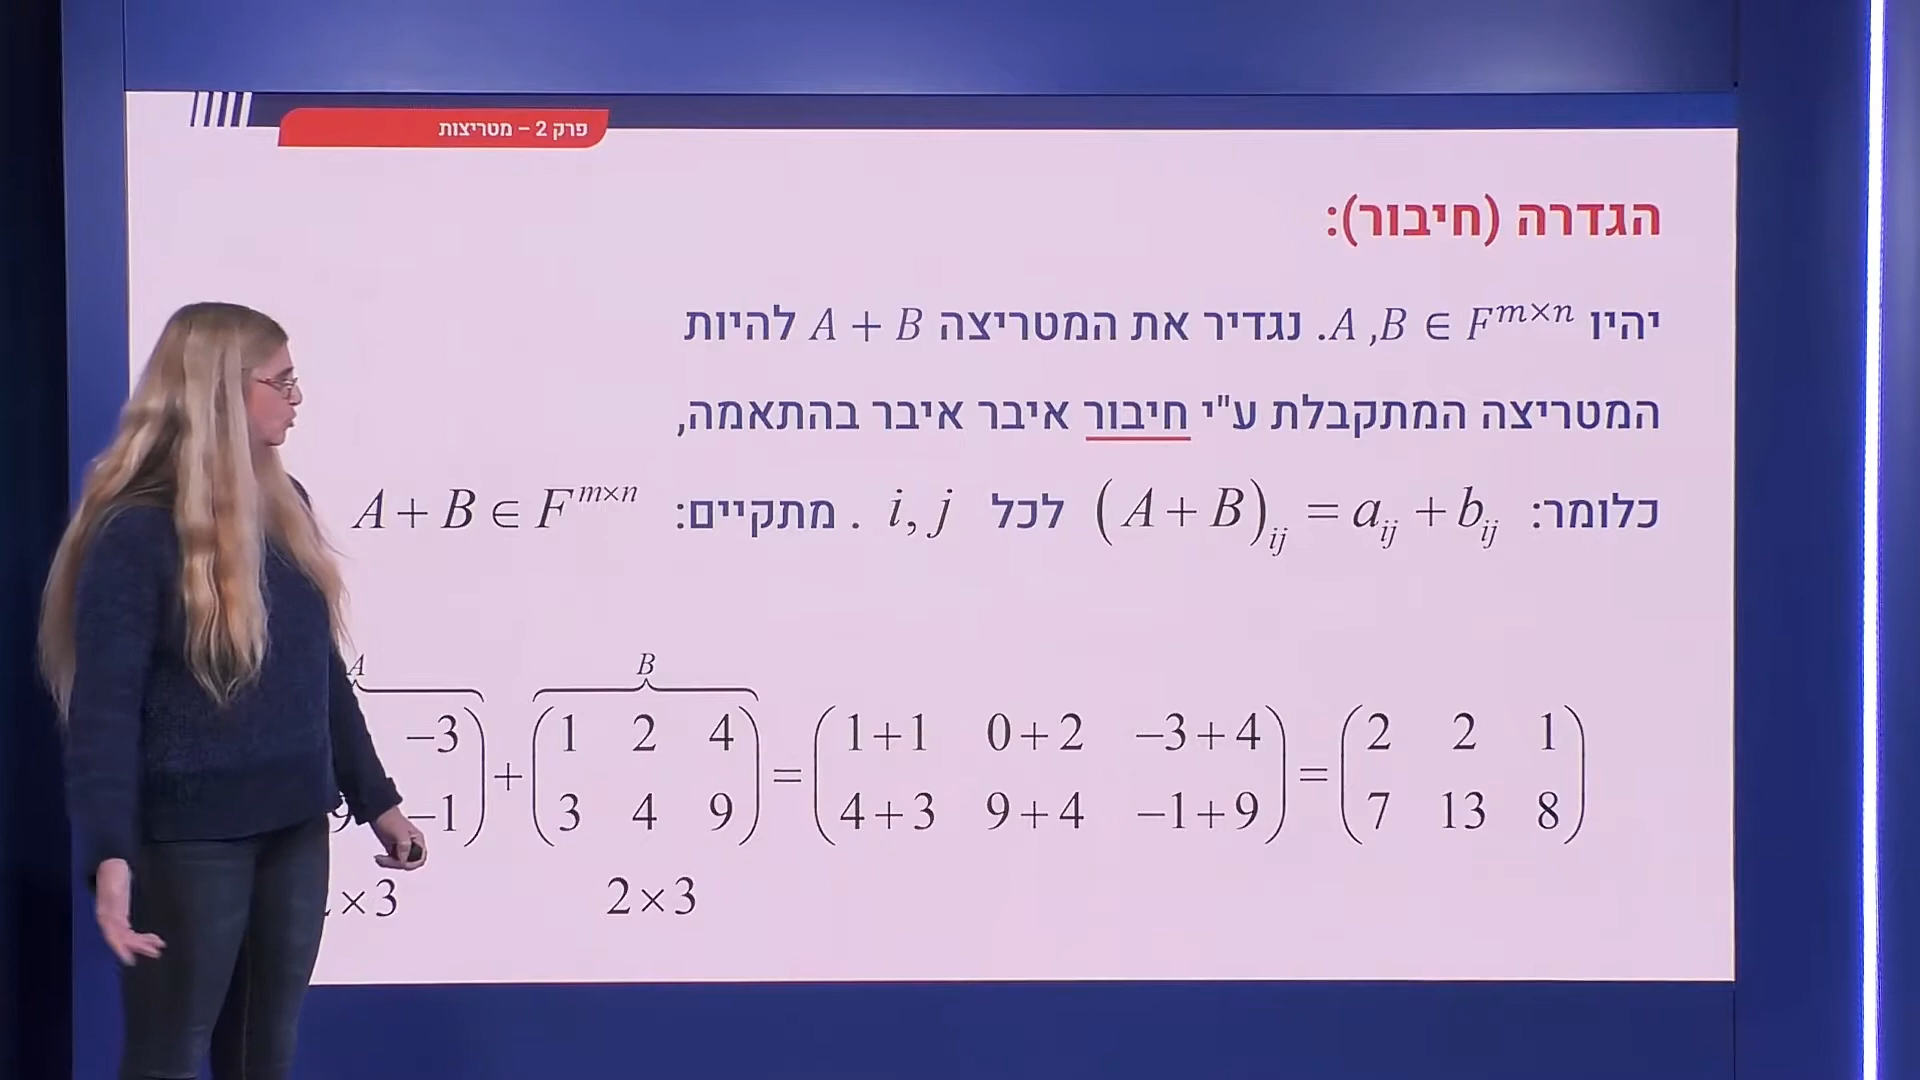 פרק 2 – מטריצות
הגדרה (חיבור):
יהיו A ,B ∈ F^{m×n}. נגדיר את המטריצה A + B להיות
המטריצה המתקבלת ע"י חיבור איבר איבר בהתאמה,
כלומר: (A+B)_{ij} = a_{ij} + b_{ij} לכל i, j . מתקיים: A+B ∈ F^{m×n}
A B
−3) + (1 2 4) = (1+1 0+2 −3+4) = (2 2 1)
9 −1) (3 4 9) (4+3 9+4 −1+9) (7 13 8)
×3 2×3